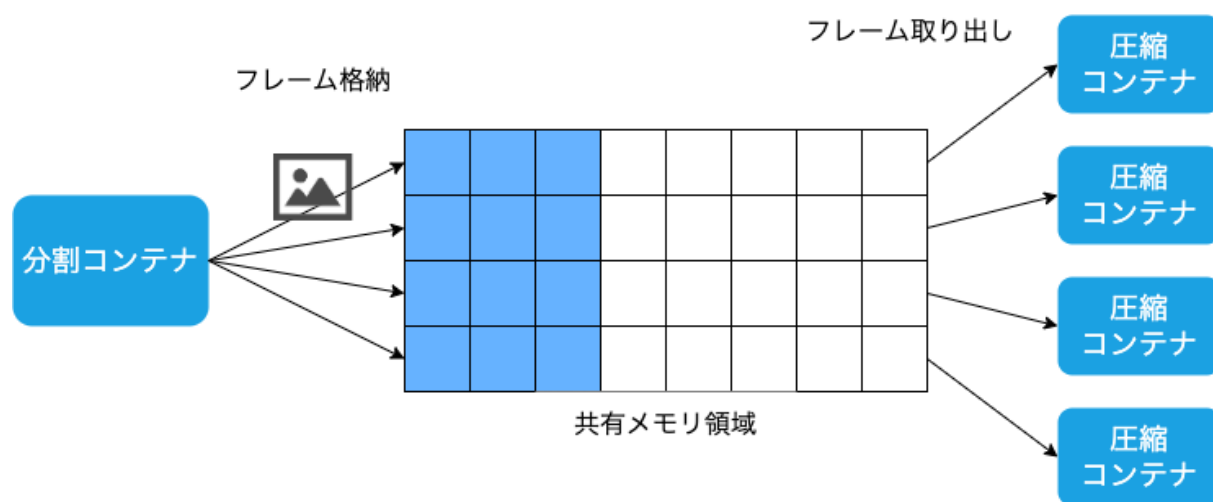 フレーム取り出し
フレーム格納
分割コンテナ
共有メモリ領域
圧縮
コンテナ
圧縮
コンテナ
圧縮
コンテナ
圧縮
コンテナ